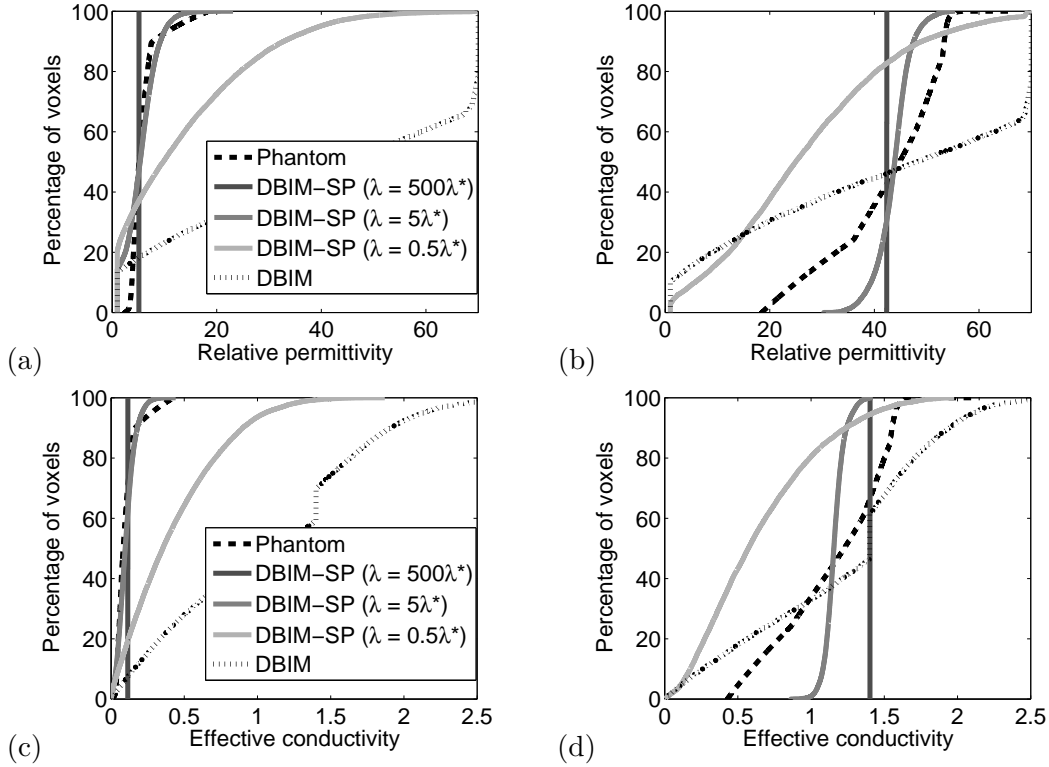 100
80
60
40
20
0
Percentage of voxels
Phantom
DBIM−SP (λ = 500λ*)
DBIM−SP (λ = 5λ*)
DBIM−SP (λ = 0.5λ*)
DBIM
0 20 40 60
Relative permittivity
(a)
100
80
60
40
20
0
Percentage of voxels
0 20 40 60
Relative permittivity
(b)
100
80
60
40
20
0
Percentage of voxels
Phantom
DBIM−SP (λ = 500λ*)
DBIM−SP (λ = 5λ*)
DBIM−SP (λ = 0.5λ*)
DBIM
0 0.5 1 1.5 2 2.5
Effective conductivity
(c)
100
80
60
40
20
0
Percentage of voxels
0 0.5 1 1.5 2 2.5
Effective conductivity
(d)